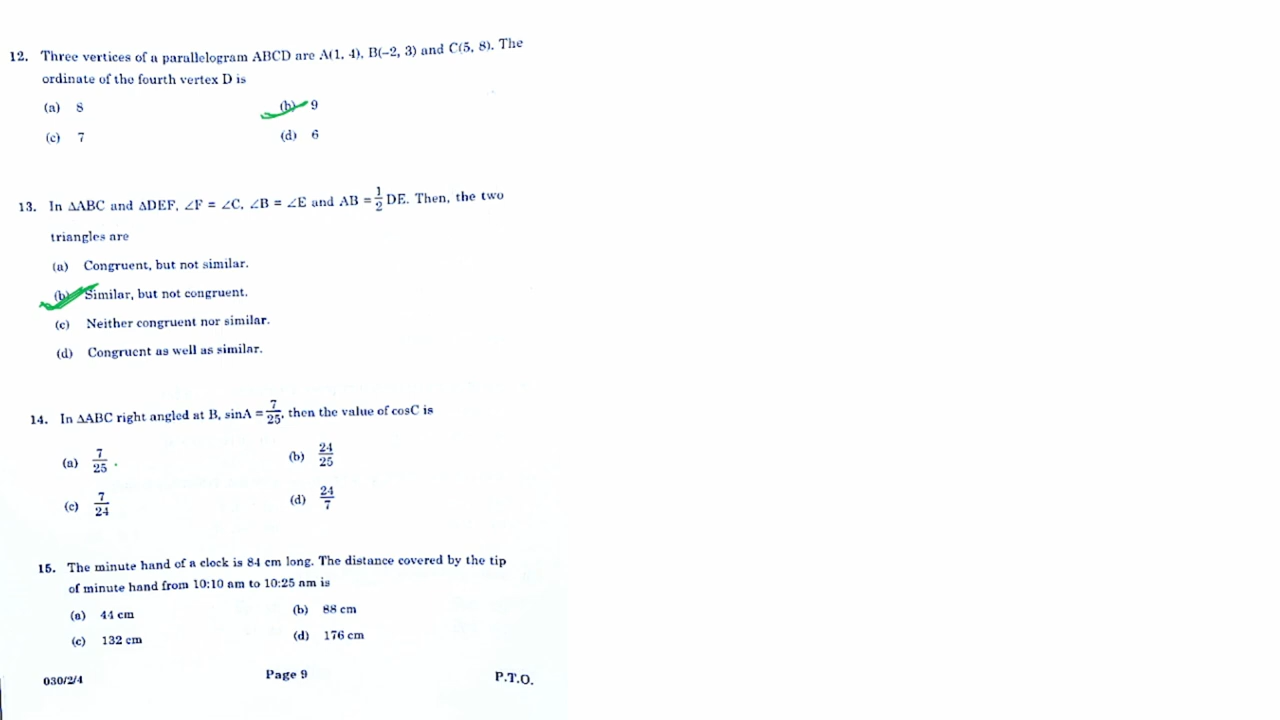 12. Three vertices of a parallelogram ABCD are A(1, 4), B(–2, 3) and C(5, 8). The
ordinate of the fourth vertex D is
(a) 8 (b) 9
(c) 7 (d) 6
13. In ΔABC and ΔDEF, ∠F = ∠C, ∠B = ∠E and AB = 1/2 DE. Then, the two
triangles are
(a) Congruent, but not similar.
(b) Similar, but not congruent.
(c) Neither congruent nor similar.
(d) Congruent as well as similar.
14. In ΔABC right angled at B, sinA = 7/25, then the value of cosC is
(a) 7/25 (b) 24/25
(c) 7/24 (d) 24/7
15. The minute hand of a clock is 84 cm long. The distance covered by the tip
of minute hand from 10:10 am to 10:25 am is
(a) 44 cm (b) 88 cm
(c) 132 cm (d) 176 cm
030/2/4 Page 9 P.T.O.